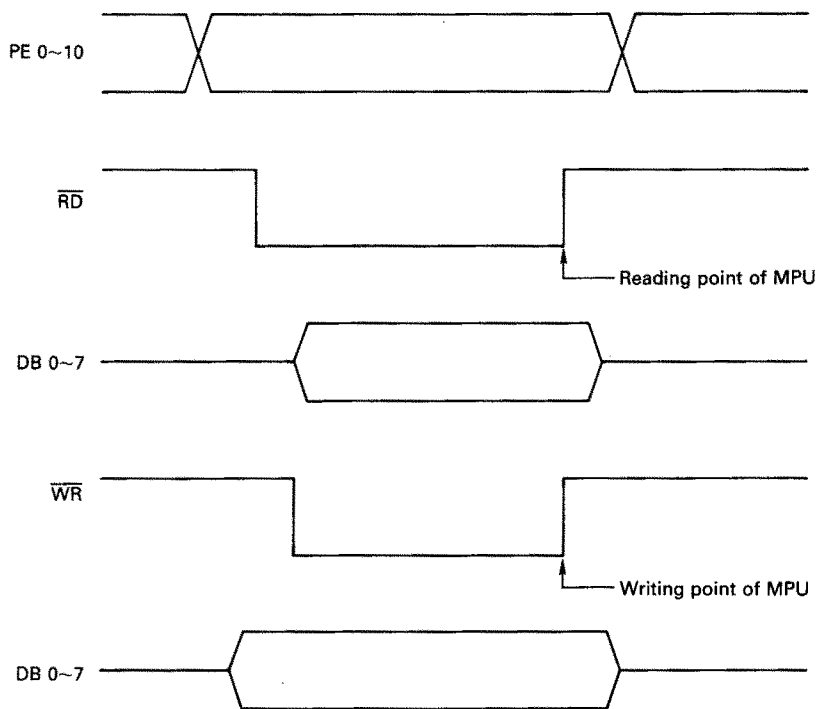 PE 0~10
RD
Reading point of MPU
DB 0~7
WR
Writing point of MPU
DB 0~7